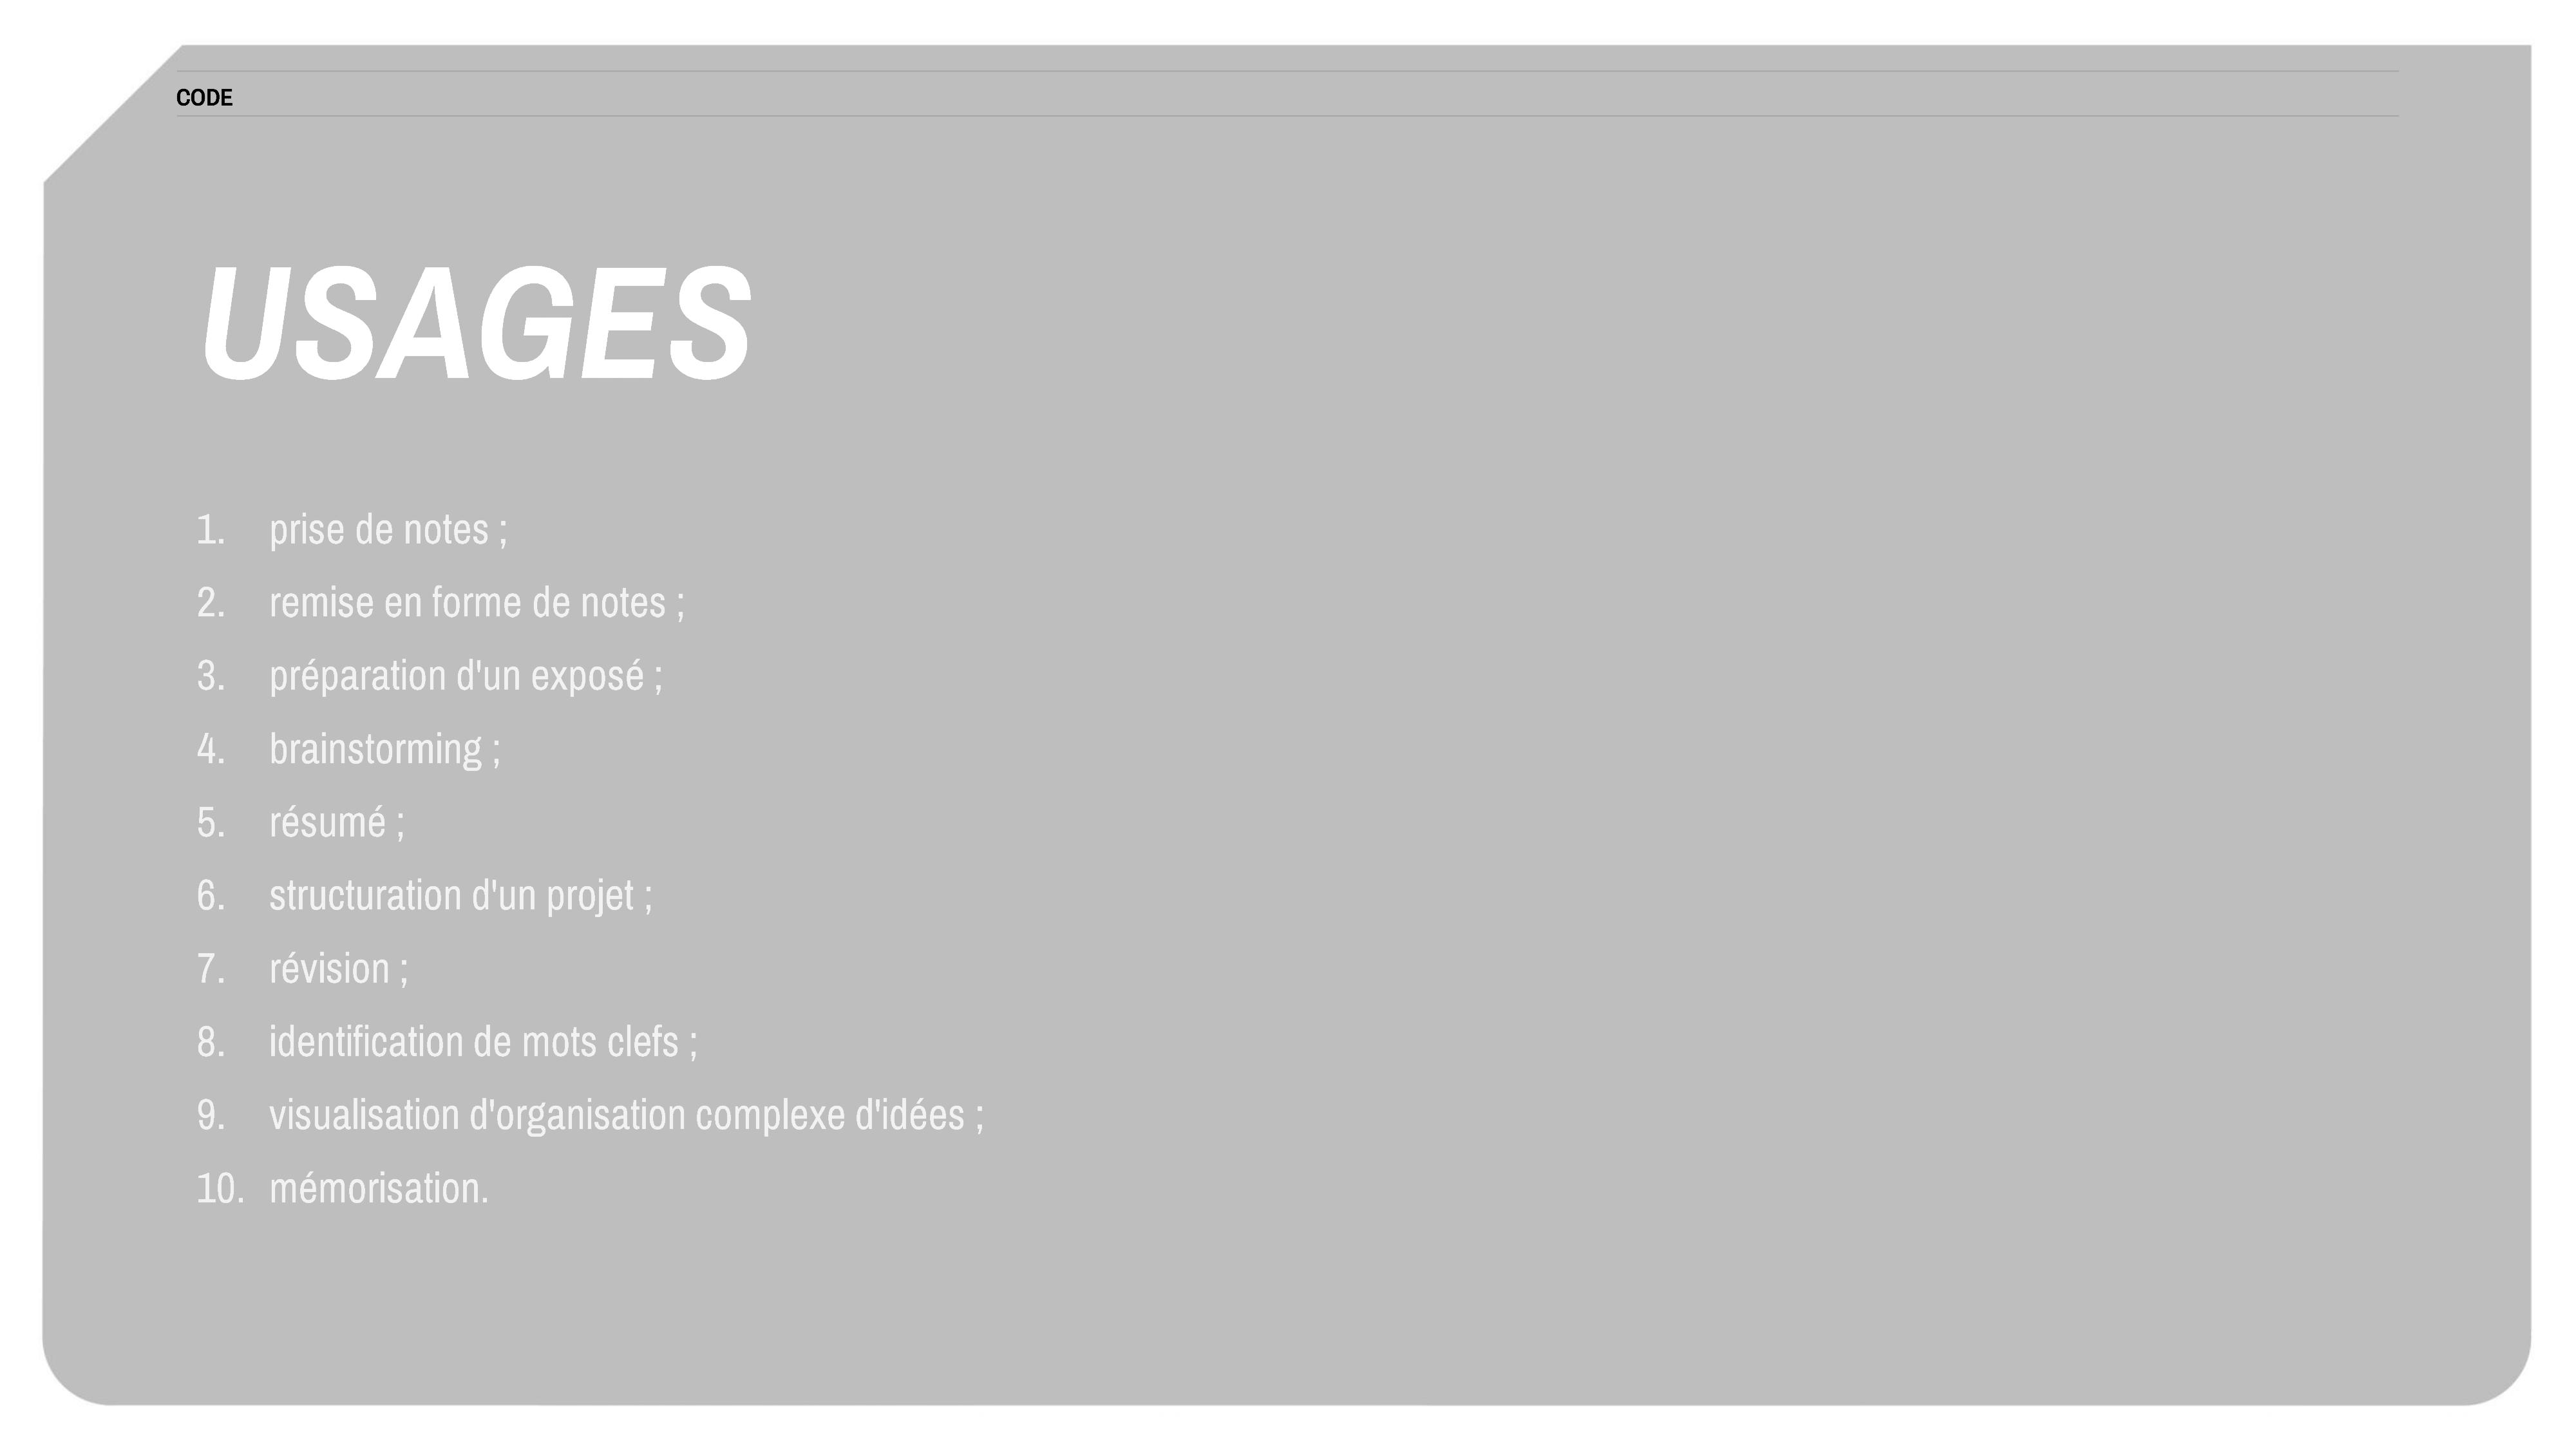 CODE
USAGES
1. prise de notes ;
2. remise en forme de notes ;
3. préparation d'un exposé ;
4. brainstorming ;
5. résumé ;
6. structuration d'un projet ;
7. révision ;
8. identification de mots clefs ;
9. visualisation d'organisation complexe d'idées ;
10. mémorisation.